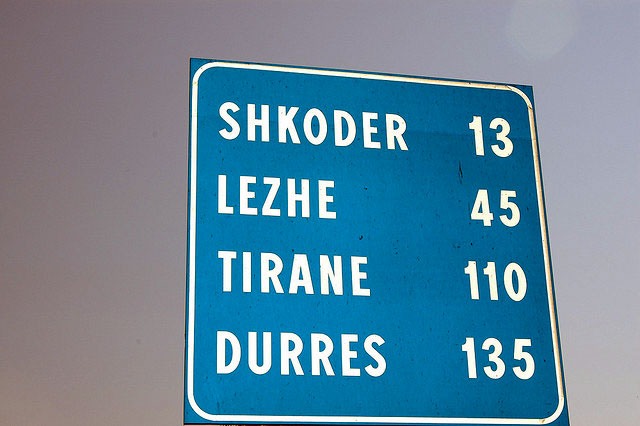 SHKODER 13
LEZHE 45
TIRANE 110
DURRES 135